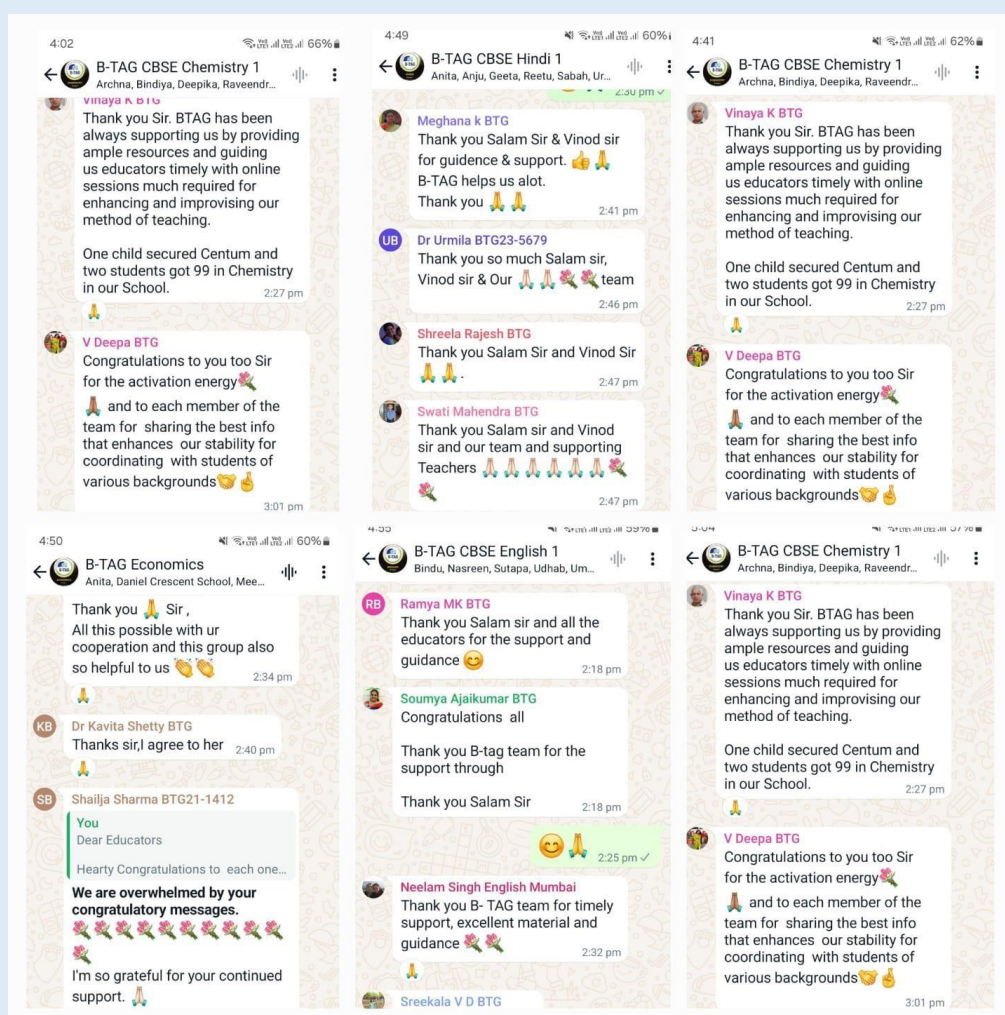 4:02
66%
B-TAG CBSE Chemistry 1
Archna, Bindiya, Deepika, Raveendr...
Vinaya K BTG
Thank you Sir. BTAG has been
always supporting us by providing
ample resources and guiding
us educators timely with online
sessions much required for
enhancing and improvising our
method of teaching.
One child secured Centum and
two students got 99 in Chemistry
in our School.
2:27 pm
V Deepa BTG
Congratulations to you too Sir
for the activation energy💐
🙏 and to each member of the
team for sharing the best info
that enhances our stability for
coordinating with students of
various backgrounds🤝🤞
3:01 pm
4:49
60%
B-TAG CBSE Hindi 1
Anita, Anju, Geeta, Reetu, Sabah, Ur...
2:30 pm
Meghana k BTG
Thank you Salam Sir & Vinod sir
for guidence & support. 👍🙏
B-TAG helps us alot.
Thank you 🙏🙏
2:41 pm
UB
Dr Urmila BTG23-5679
Thank you so much Salam sir,
Vinod sir & Our 🙏🙏💐💐team
2:46 pm
Shreela Rajesh BTG
Thank you Salam Sir and Vinod Sir
🙏🙏.
2:47 pm
Swati Mahendra BTG
Thank you Salam sir and Vinod
sir and our team and supporting
Teachers 🙏🙏🙏🙏🙏🙏💐
💐
2:47 pm
4:41
62%
B-TAG CBSE Chemistry 1
Archna, Bindiya, Deepika, Raveendr...
Vinaya K BTG
Thank you Sir. BTAG has been
always supporting us by providing
ample resources and guiding
us educators timely with online
sessions much required for
enhancing and improvising our
method of teaching.
One child secured Centum and
two students got 99 in Chemistry
in our School.
2:27 pm
V Deepa BTG
Congratulations to you too Sir
for the activation energy💐
🙏 and to each member of the
team for sharing the best info
that enhances our stability for
coordinating with students of
various backgrounds🤝🤞
4:50
60%
B-TAG Economics
Anita, Daniel Crescent School, Mee...
Thank you 🙏 Sir ,
All this possible with ur
cooperation and this group also
so helpful to us 👏👏
2:34 pm
KB
Dr Kavita Shetty BTG
Thanks sir,I agree to her
2:40 pm
SB
Shailja Sharma BTG21-1412
You
Dear Educators
Hearty Congratulations to each one...
We are overwhelmed by your
congratulatory messages.
💐💐💐💐💐💐💐💐💐💐
💐
I'm so grateful for your continued
support. 🙏
4:55
59%
B-TAG CBSE English 1
Bindu, Nasreen, Sutapa, Udhab, Um...
RB
Ramya MK BTG
Thank you Salam sir and all the
educators for the support and
guidance 😊
2:18 pm
Soumya Ajaikumar BTG
Congratulations all
Thank you B-tag team for the
support through
Thank you Salam Sir
2:18 pm
😊🙏
2:25 pm
Neelam Singh English Mumbai
Thank you B- TAG team for timely
support, excellent material and
guidance 💐💐
2:32 pm
Sreekala V D BTG
5:04
57%
B-TAG CBSE Chemistry 1
Archna, Bindiya, Deepika, Raveendr...
Vinaya K BTG
Thank you Sir. BTAG has been
always supporting us by providing
ample resources and guiding
us educators timely with online
sessions much required for
enhancing and improvising our
method of teaching.
One child secured Centum and
two students got 99 in Chemistry
in our School.
2:27 pm
V Deepa BTG
Congratulations to you too Sir
for the activation energy💐
🙏 and to each member of the
team for sharing the best info
that enhances our stability for
coordinating with students of
various backgrounds🤝🤞
3:01 pm